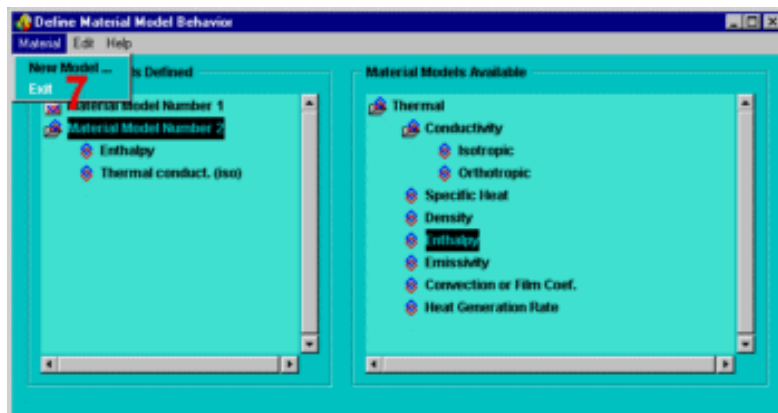 Define Material Model Behavior
Material Edit Help
New Model ...
Exit
7
ls Defined
Material Model Number 1
Material Model Number 2
Enthalpy
Thermal conduct. (iso)
Material Models Available
Thermal
Conductivity
Isotropic
Orthotropic
Specific Heat
Density
Enthalpy
Emissivity
Convection or Film Coef.
Heat Generation Rate